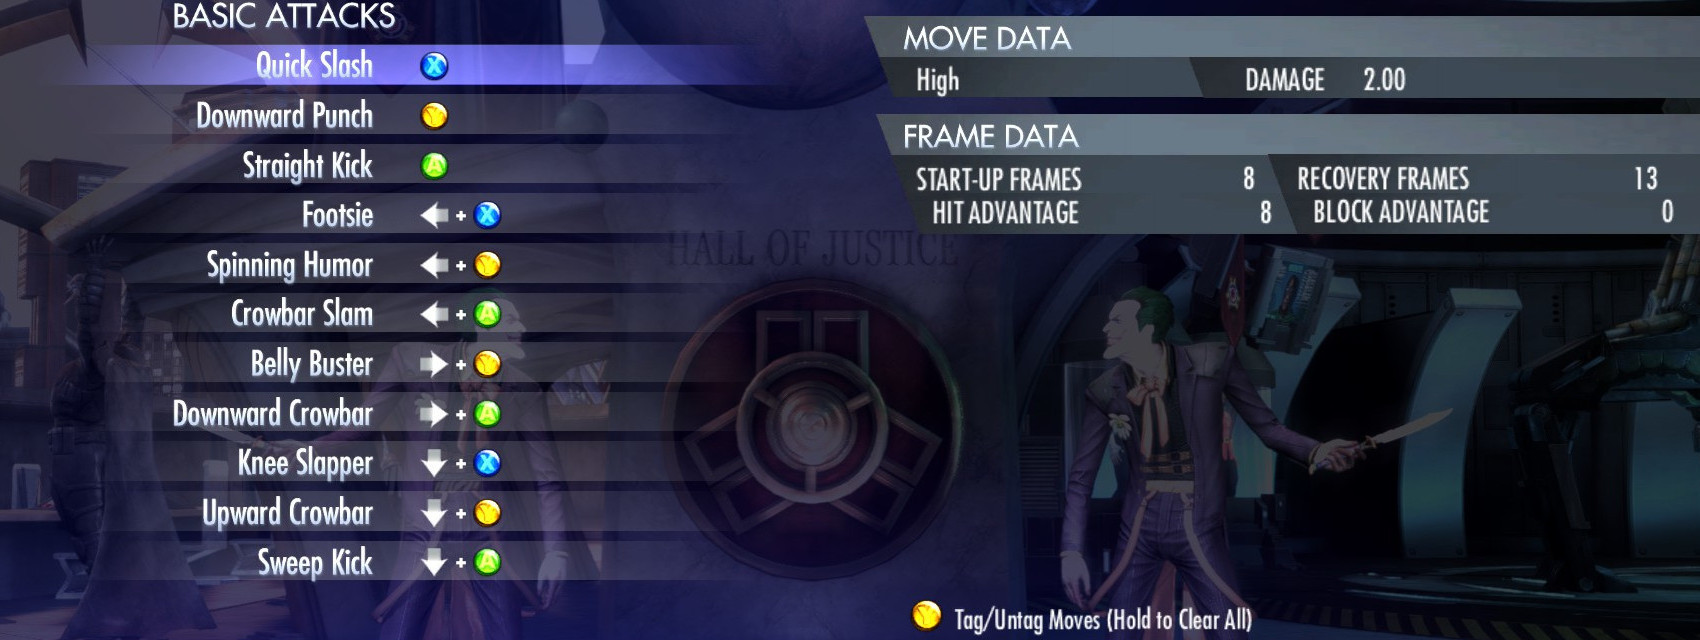 BASIC ATTACKS
Quick Slash X
Downward Punch Y
Straight Kick A
Footsie + X
Spinning Humor + Y
Crowbar Slam + A
Belly Buster + Y
Downward Crowbar + A
Knee Slapper + X
Upward Crowbar + Y
Sweep Kick + A
MOVE DATA
High DAMAGE 2.00
FRAME DATA
START-UP FRAMES 8 RECOVERY FRAMES 13
HIT ADVANTAGE 8 BLOCK ADVANTAGE 0
HALL OF JUSTICE
Y Tag/Untag Moves (Hold to Clear All)